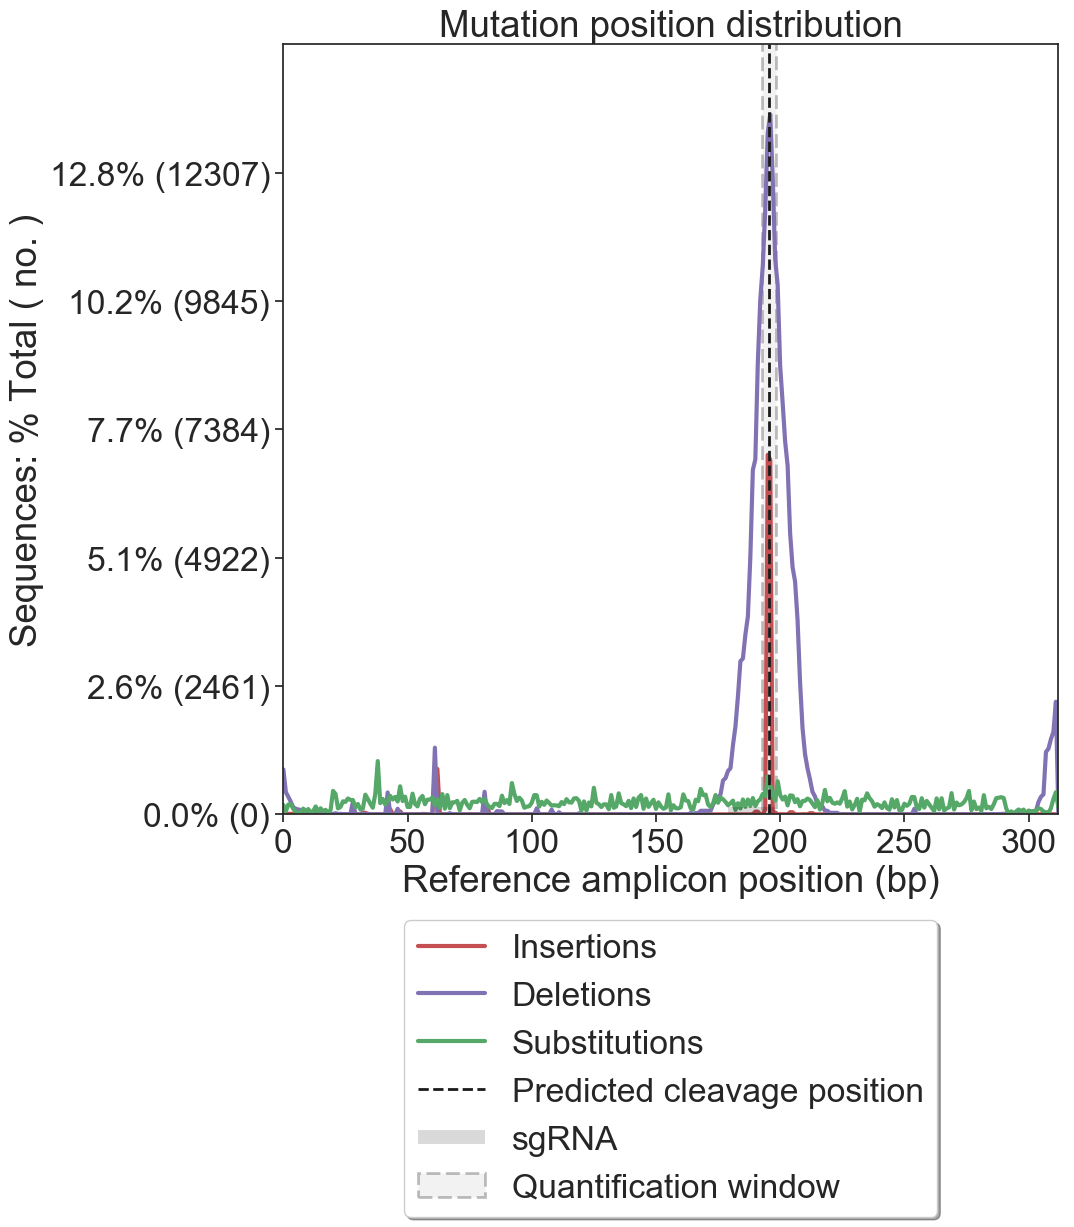 Mutation position distribution
Sequences: % Total ( no. )
12.8% (12307)
10.2% (9845)
7.7% (7384)
5.1% (4922)
2.6% (2461)
0.0% (0)
0 50 100 150 200 250 300
Reference amplicon position (bp)
Insertions
Deletions
Substitutions
Predicted cleavage position
sgRNA
Quantification window